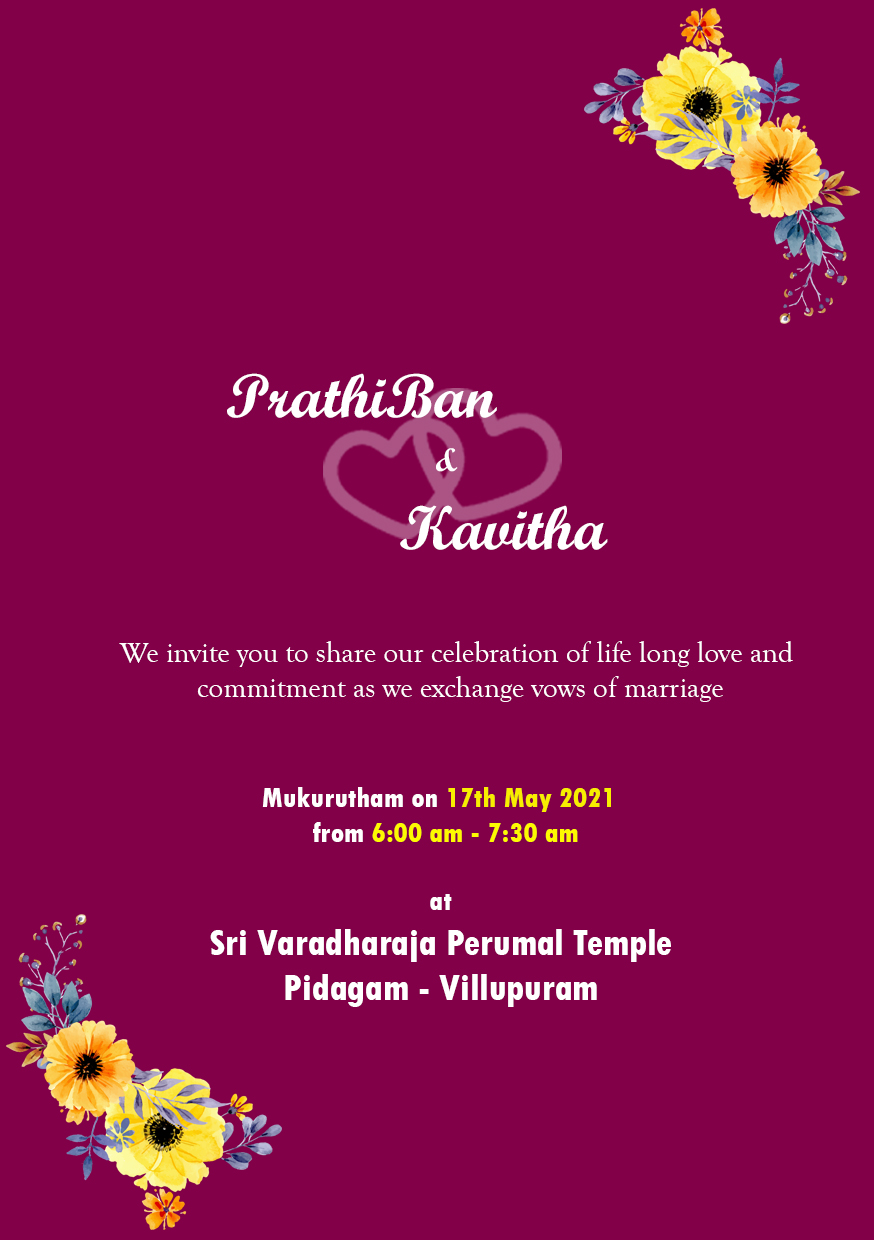 PrathiBan
&
Kavitha
We invite you to share our celebration of life long love and
commitment as we exchange vows of marriage
Mukurutham on 17th May 2021
from 6:00 am - 7:30 am
at
Sri Varadharaja Perumal Temple
Pidagam - Villupuram